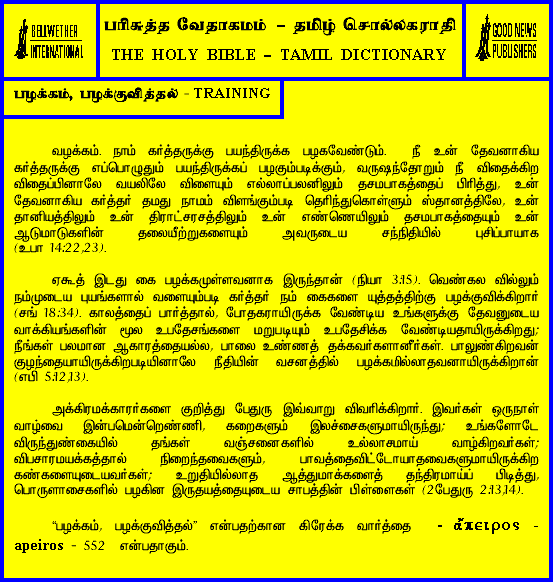 BELLWETHER
INTERNATIONAL
பரிசுத்த வேதாகமம் – தமிழ் சொல்லகராதி
THE HOLY BIBLE – TAMIL DICTIONARY
GOOD NEWS
PUBLISHERS
பழக்கம், பழக்குவித்தல் - TRAINING
வழக்கம். நாம் கர்த்தருக்கு பயந்திருக்க பழகவேண்டும். நீ உன் தேவனாகிய
கர்த்தருக்கு எப்பொழுதும் பயந்திருக்கப் பழகும்படிக்கும், வருஷந்தோறும் நீ விதைக்கிற
விதைப்பினாலே வயலிலே விளையும் எல்லாப்பலனிலும் தசமபாகத்தைப் பிரித்து, உன்
தேவனாகிய கர்த்தர் தமது நாமம் விளங்கும்படி தெரிந்துகொள்ளும் ஸ்தானத்திலே, உன்
தானியத்திலும் உன் திராட்சரசத்திலும் உன் எண்ணெயிலும் தசமபாகத்தையும் உன்
ஆடுமாடுகளின் தலையீற்றுகளையும் அவருடைய சந்நிதியில் புசிப்பாயாக
(உபா 14:22,23).
ஏகூத் இடது கை பழக்கமுள்ளவனாக இருந்தான் (நியா 3:15). வெண்கல வில்லும்
நம்முடைய புயங்களால் வளையும்படி கர்த்தர் நம் கைகளை யுத்தத்திற்கு பழக்குவிக்கிறார்
(சங் 18:34). காலத்தைப் பார்த்தால், போதகராயிருக்க வேண்டிய உங்களுக்கு தேவனுடைய
வாக்கியங்களின் மூல உபதேசங்களை மறுபடியும் உபதேசிக்க வேண்டியதாயிருக்கிறது;
நீங்கள் பலமான ஆகாரத்தையல்ல, பாலை உண்ணத் தக்கவர்களானீர்கள். பாலுண்கிறவன்
குழந்தையாயிருக்கிறபடியினாலே நீதியின் வசனத்தில் பழக்கமில்லாதவனாயிருக்கிறான்
(எபி 5:12,13).
அக்கிரமக்காரர்களை குறித்து பேதுரு இவ்வாறு விவரிக்கிறார். இவர்கள் ஒருநாள்
வாழ்வை இன்பமென்றெண்ணி, கறைகளும் இலச்சைகளுமாயிருந்து; உங்களோடே
விருந்துண்கையில் தங்கள் வஞ்சனைகளில் உல்லாசமாய் வாழ்கிறவர்கள்;
விபசாரமயக்கத்தால் நிறைந்தவைகளும், பாவத்தைவிட்டோயாதவைகளுமாயிருக்கிற
கண்களையுடையவர்கள்; உறுதியில்லாத ஆத்துமாக்களைத் தந்திரமாய்ப் பிடித்து,
பொருளாசைகளில் பழகின இருதயத்தையுடைய சாபத்தின் பிள்ளைகள் (2பேதுரு 2:13,14).
“பழக்கம், பழக்குவித்தல்” என்பதற்கான கிரேக்க வார்த்தை - ἄπειρος -
apeiros - 552 என்பதாகும்.